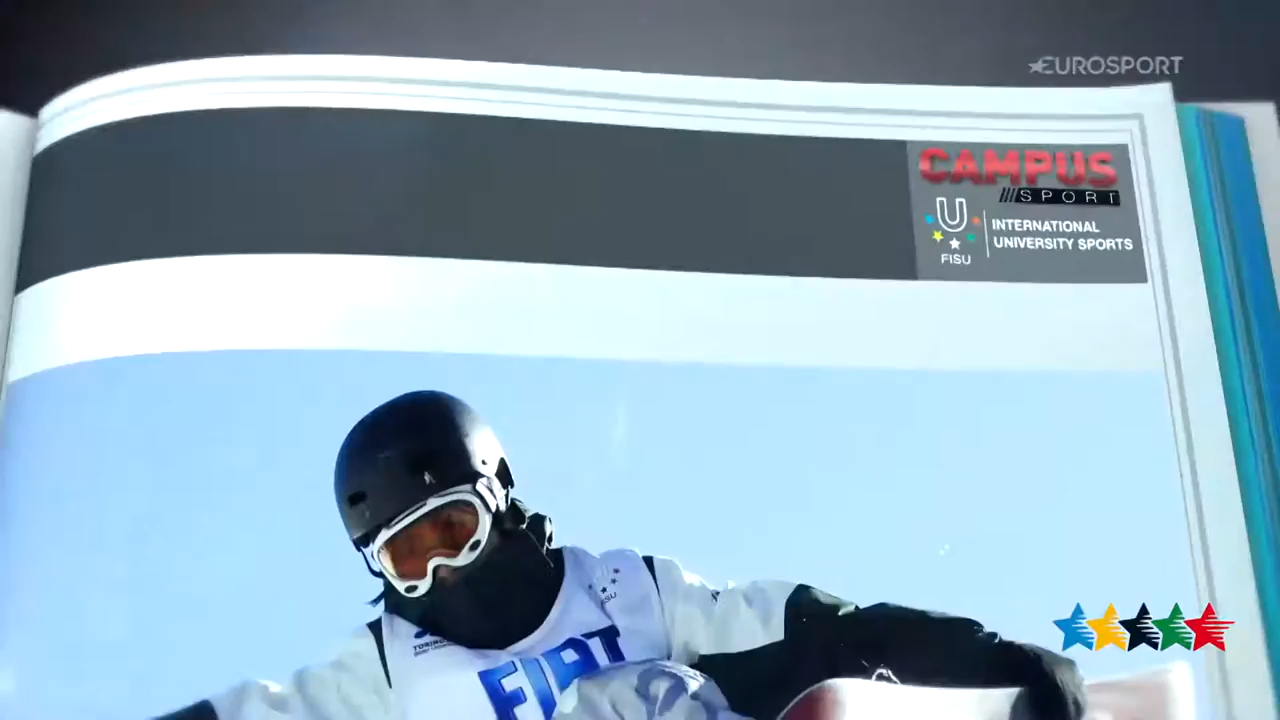 EUROSPORT
CAMPUS
SPORT
U
INTERNATIONAL
UNIVERSITY SPORTS
FISU
FIAT